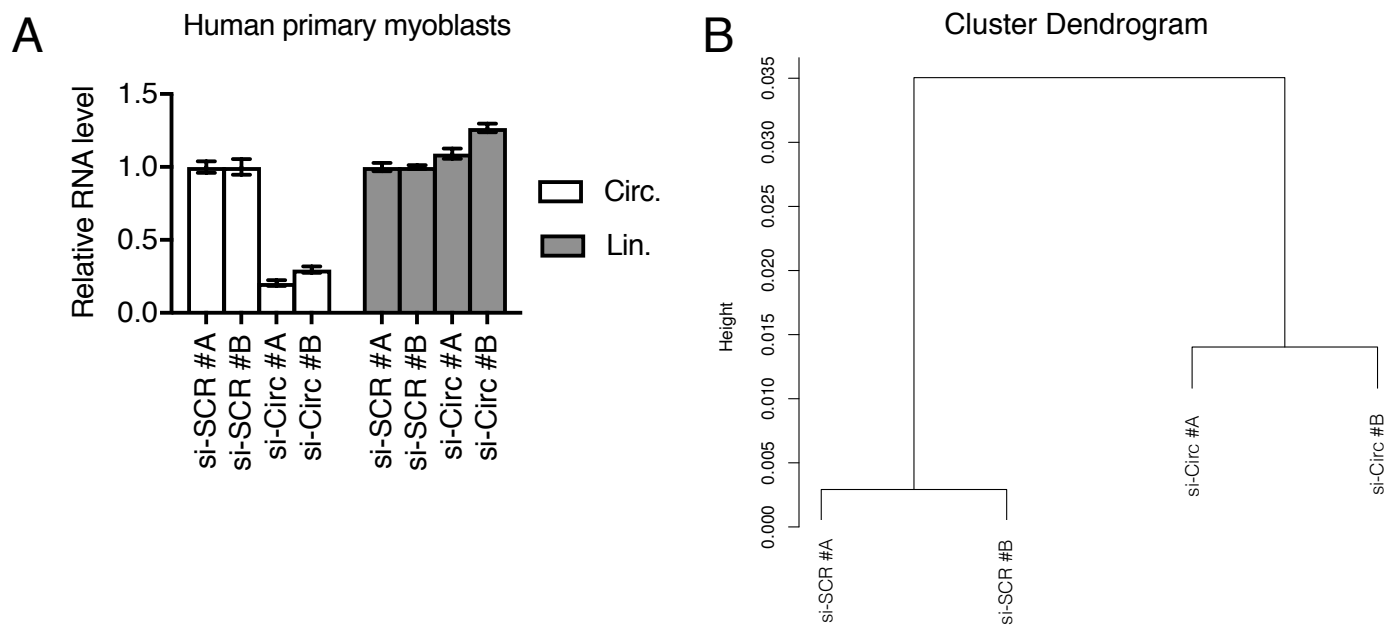 A
Human primary myoblasts
Relative RNA level
1.5
1.0
0.5
0.0
si-SCR #A
si-SCR #B
si-Circ #A
si-Circ #B
si-SCR #A
si-SCR #B
si-Circ #A
si-Circ #B
Circ.
Lin.
B
Cluster Dendrogram
Height
0.035
0.030
0.025
0.020
0.015
0.010
0.005
0.000
si-SCR #A
si-SCR #B
si-Circ #A
si-Circ #B